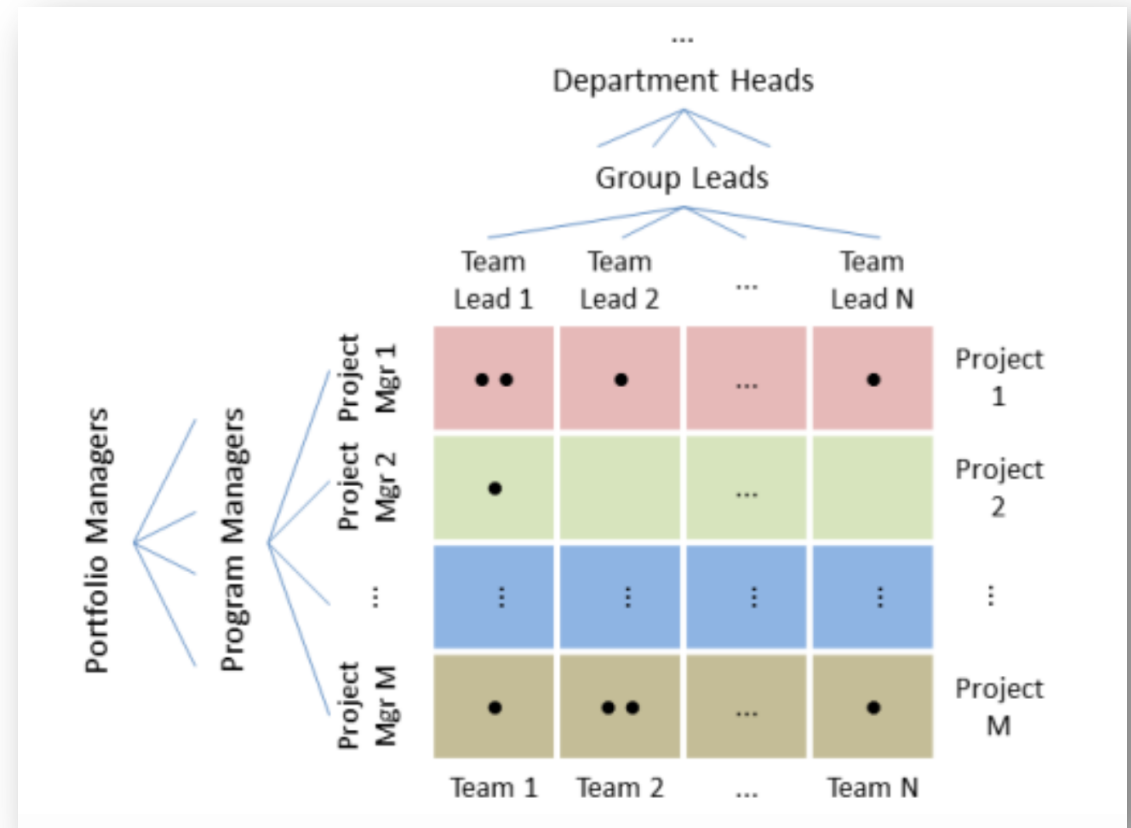 ...
Department Heads
Group Leads
Team
Lead 1
Team
Lead 2
...
Team
Lead N
Portfolio Managers
Program Managers
Project
Mgr 1
...
Project
1
Project
Mgr 2
...
Project
2
...
⋮
⋮
⋮
⋮
⋮
Project
Mgr M
...
Project
M
Team 1
Team 2
...
Team N